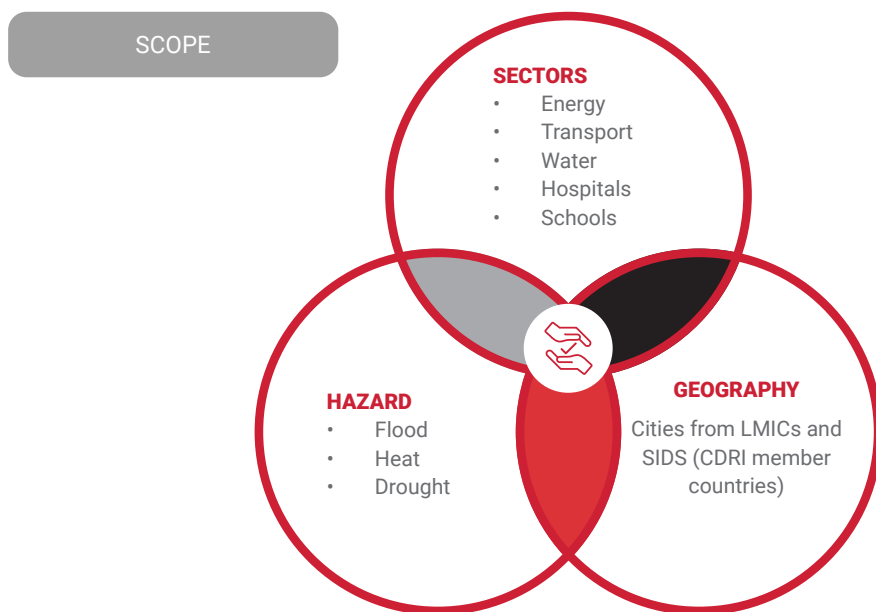 SCOPE
SECTORS
• Energy
• Transport
• Water
• Hospitals
• Schools
HAZARD
• Flood
• Heat
• Drought
GEOGRAPHY
Cities from LMICs and
SIDS (CDRI member
countries)